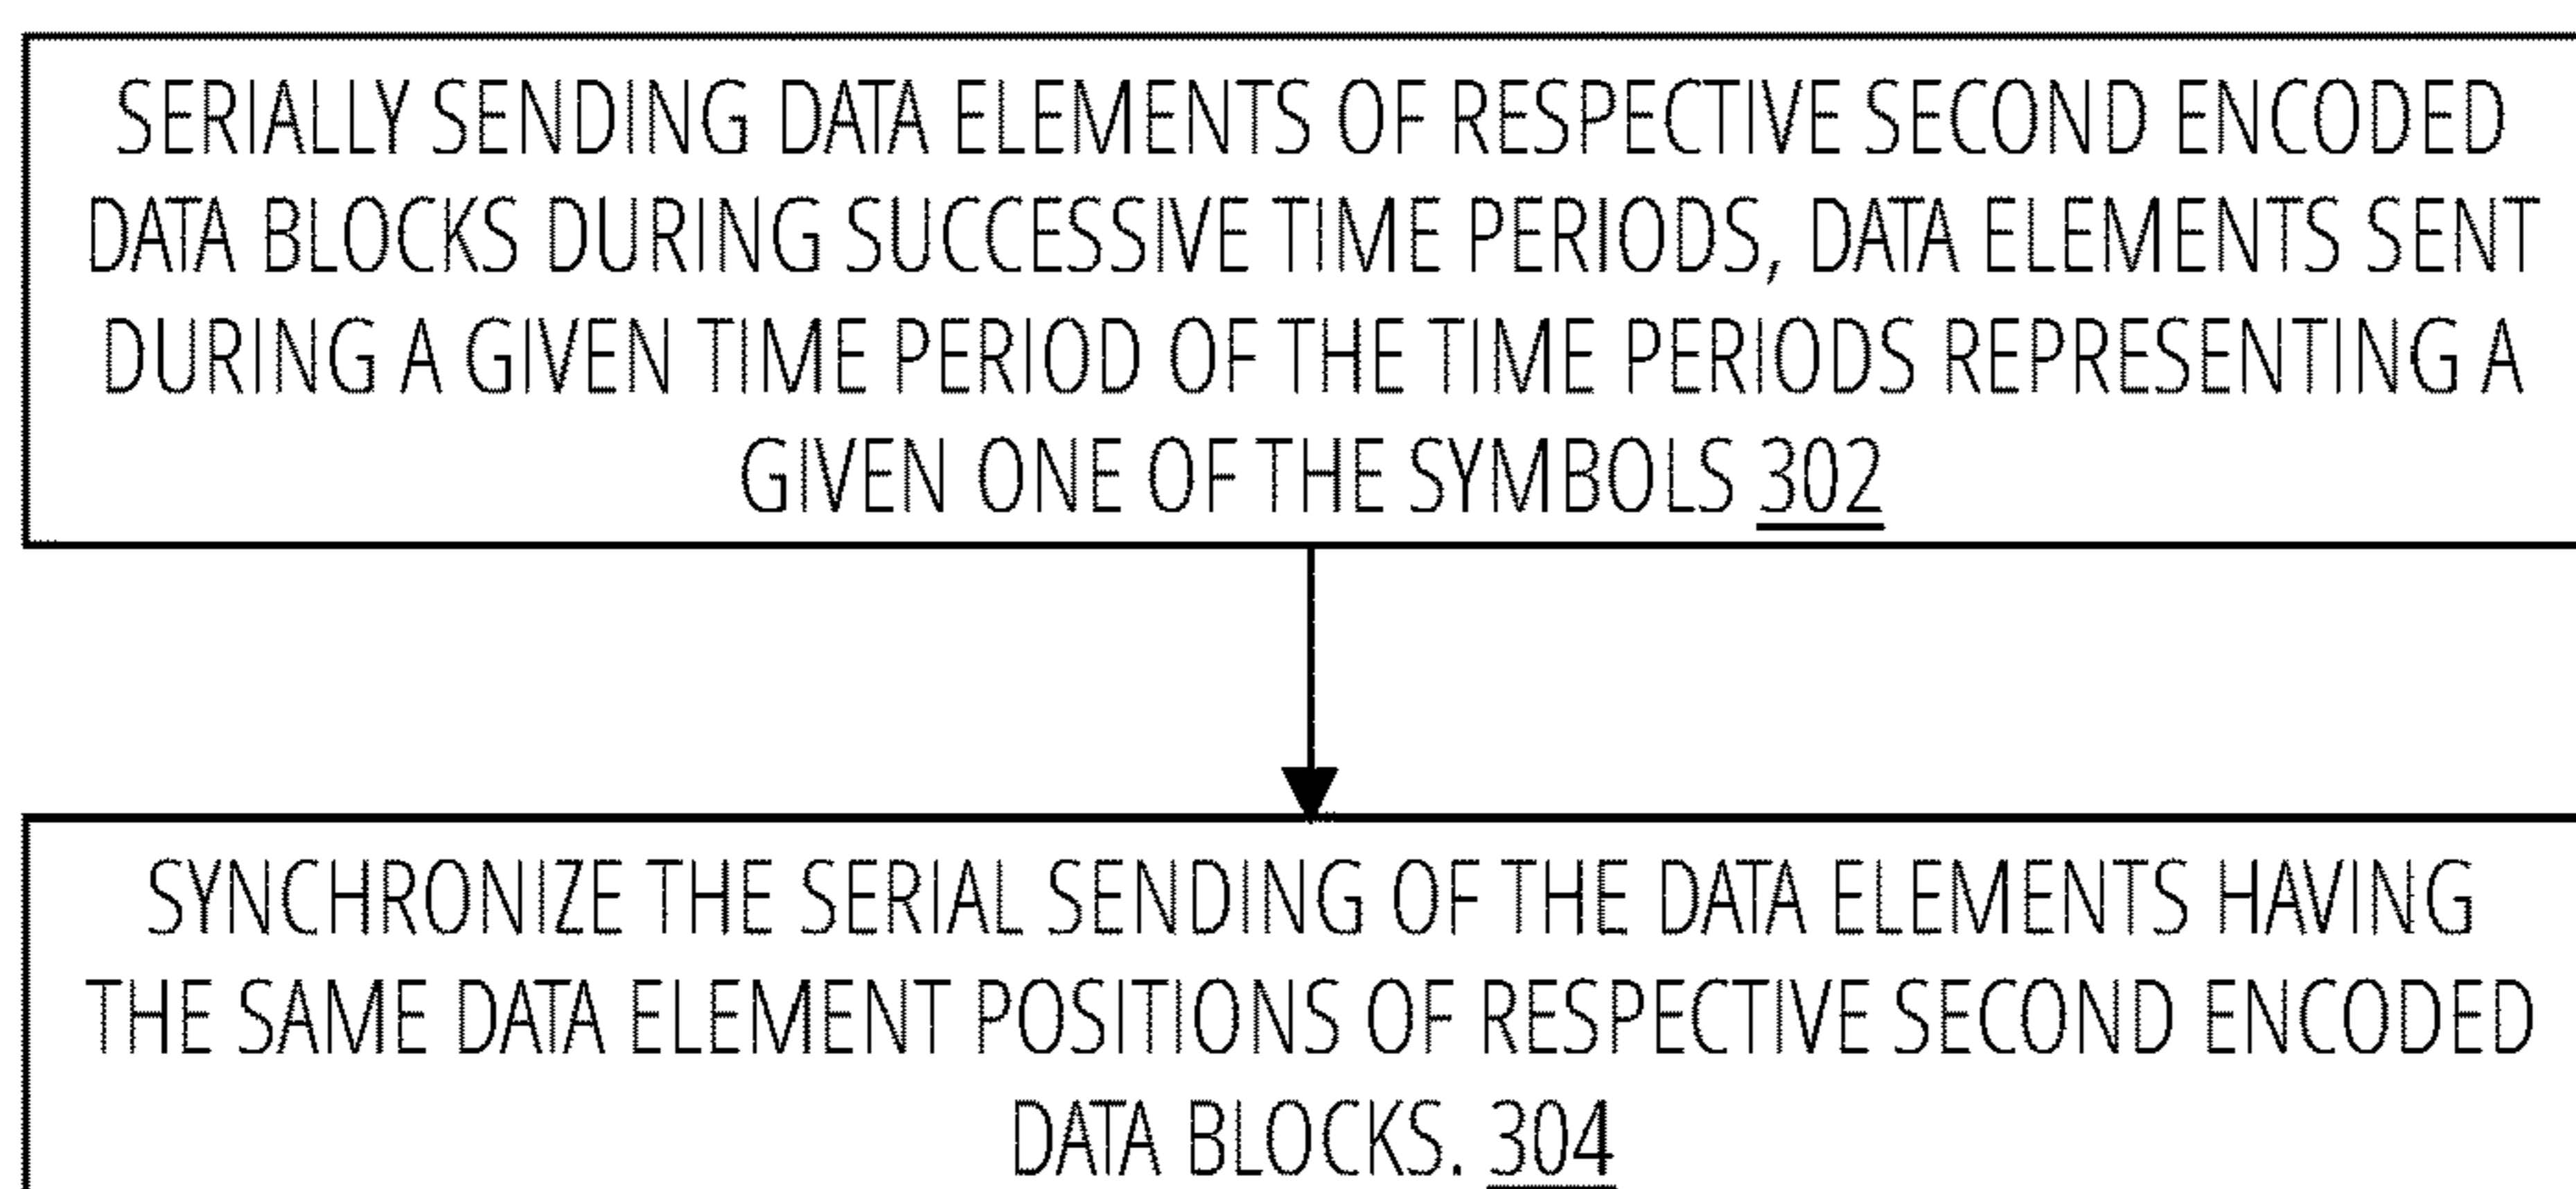 SERIALLY SENDING DATA ELEMENTS OF RESPECTIVE SECOND ENCODED
DATA BLOCKS DURING SUCCESSIVE TIME PERIODS, DATA ELEMENTS SENT
DURING A GIVEN TIME PERIOD OF THE TIME PERIODS REPRESENTING A
GIVEN ONE OF THE SYMBOLS 302
SYNCHRONIZE THE SERIAL SENDING OF THE DATA ELEMENTS HAVING
THE SAME DATA ELEMENT POSITIONS OF RESPECTIVE SECOND ENCODED
DATA BLOCKS. 304